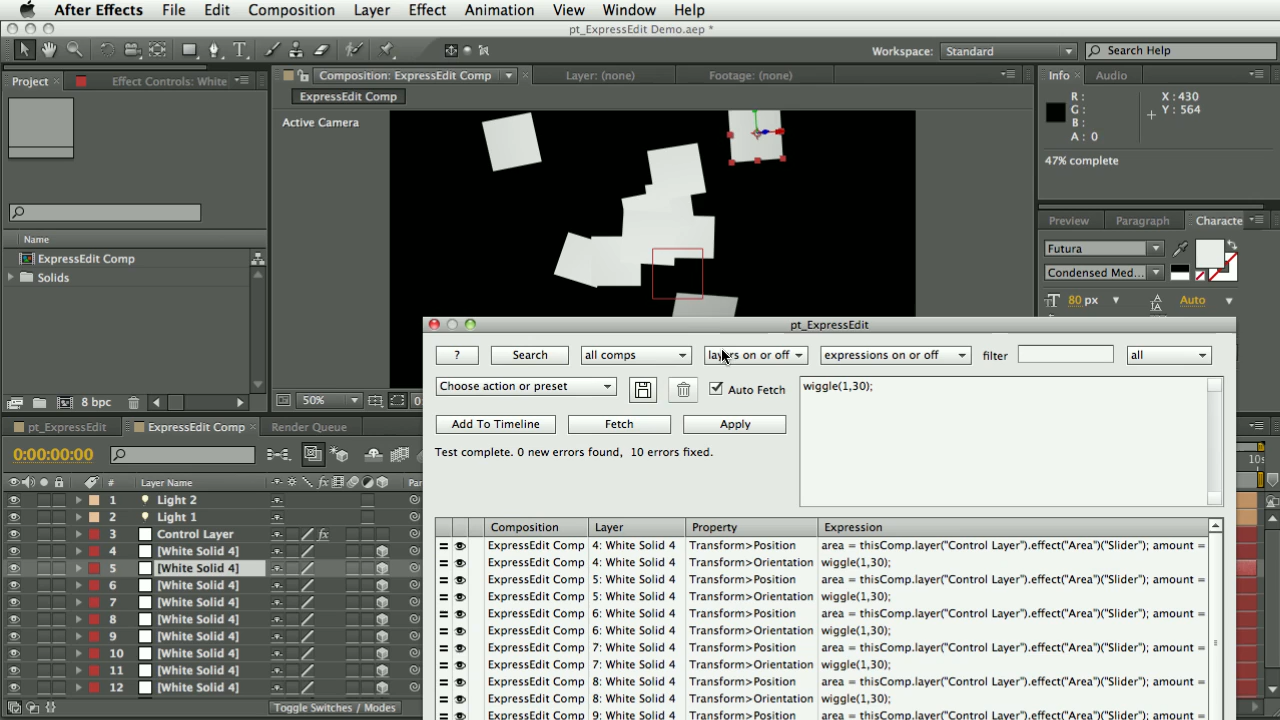 After Effects File Edit Composition Layer Effect Animation View Window Help
pt_ExpressEdit Demo.aep *
Workspace: Standard Search Help
Project Effect Controls: White
Composition: ExpressEdit Comp Layer: (none) Footage: (none)
Info Audio
ExpressEdit Comp
Active Camera
R:
G:
B:
A: 0
X: 430
Y: 564
47% complete
Preview Paragraph Characte
Futura
Condensed Med...
80 px Auto
Name
ExpressEdit Comp
Solids
8 bpc
50%
pt_ExpressEdit
? Search all comps layers on or off expressions on or off filter all
Choose action or preset Auto Fetch
wiggle(1,30);
Add To Timeline Fetch Apply
Test complete. 0 new errors found, 10 errors fixed.
Composition Layer Property Expression
ExpressEdit Comp 4: White Solid 4 Transform>Position area = thisComp.layer("Control Layer").effect("Area")("Slider"); amount =
ExpressEdit Comp 4: White Solid 4 Transform>Orientation wiggle(1,30);
ExpressEdit Comp 5: White Solid 4 Transform>Position area = thisComp.layer("Control Layer").effect("Area")("Slider"); amount =
ExpressEdit Comp 5: White Solid 4 Transform>Orientation wiggle(1,30);
ExpressEdit Comp 6: White Solid 4 Transform>Position area = thisComp.layer("Control Layer").effect("Area")("Slider"); amount =
ExpressEdit Comp 6: White Solid 4 Transform>Orientation wiggle(1,30);
ExpressEdit Comp 7: White Solid 4 Transform>Position area = thisComp.layer("Control Layer").effect("Area")("Slider"); amount =
ExpressEdit Comp 7: White Solid 4 Transform>Orientation wiggle(1,30);
ExpressEdit Comp 8: White Solid 4 Transform>Position area = thisComp.layer("Control Layer").effect("Area")("Slider"); amount =
ExpressEdit Comp 8: White Solid 4 Transform>Orientation wiggle(1,30);
ExpressEdit Comp 9: White Solid 4 Transform>Position area = thisComp.layer("Control Layer").effect("Area")("Slider"); amount =
pt_ExpressEdit ExpressEdit Comp Render Queue
0:00:00:00
10s
# Layer Name Par
1 Light 2
2 Light 1
3 Control Layer
4 [White Solid 4]
5 [White Solid 4]
6 [White Solid 4]
7 [White Solid 4]
8 [White Solid 4]
9 [White Solid 4]
10 [White Solid 4]
11 [White Solid 4]
12 [White Solid 4]
Toggle Switches / Modes